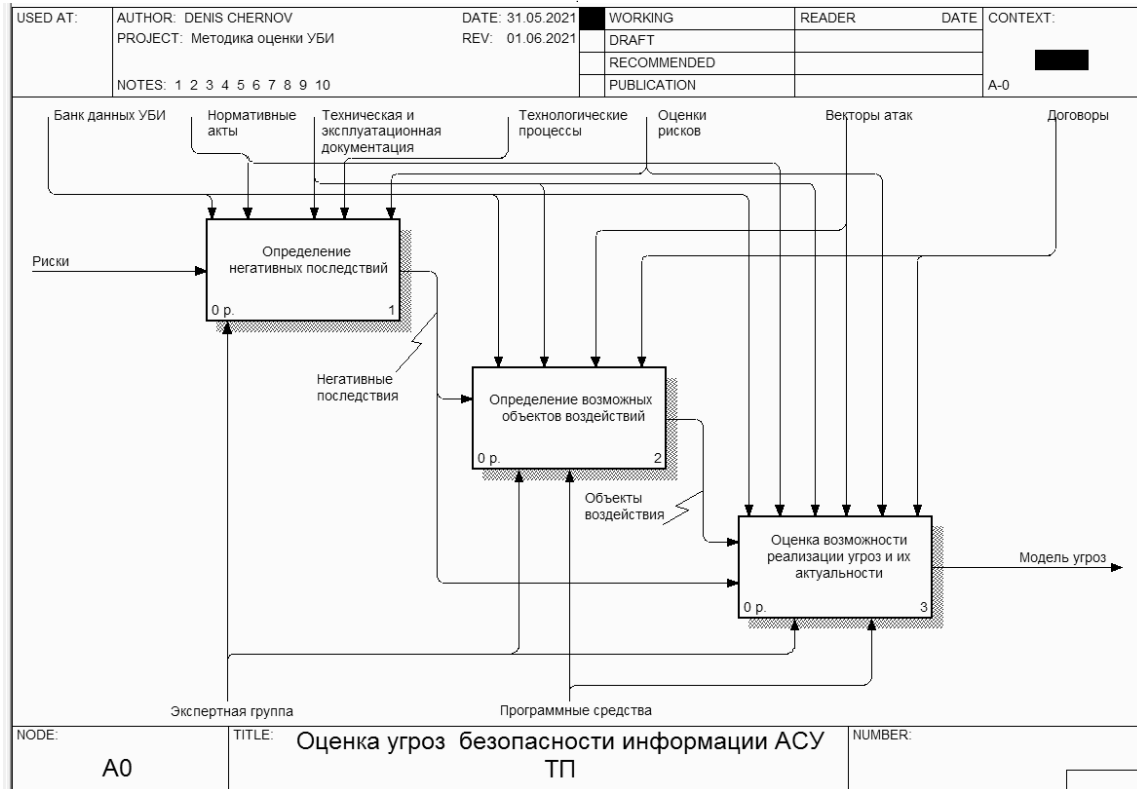 USED AT:
AUTHOR: DENIS CHERNOV
DATE: 31.05.2021
WORKING
READER
DATE
CONTEXT:
PROJECT: Методика оценки УБИ
REV: 01.06.2021
DRAFT
RECOMMENDED
NOTES: 1 2 3 4 5 6 7 8 9 10
PUBLICATION
A-0
Банк данных УБИ
Нормативные
акты
Техническая и
эксплуатационная
документация
Технологические
процессы
Оценки
рисков
Векторы атак
Договоры
Риски
Определение
негативных последствий
0 р.
1
Негативные
последствия
Определение возможных
объектов воздействий
0 р.
2
Объекты
воздействия
Оценка возможности
реализации угроз и их
актуальности
0 р.
3
Модель угроз
Экспертная группа
Программные средства
NODE:
A0
TITLE:
Оценка угроз безопасности информации АСУ
ТП
NUMBER: